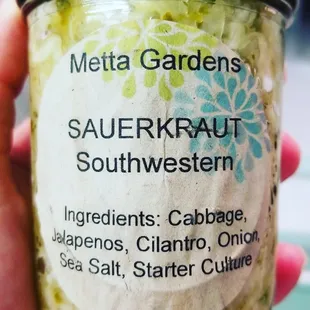 Metta Gardens
SAUERKRAUT
Southwestern
Ingredients: Cabbage,
Jalapenos, Cilantro, Onion,
Sea Salt, Starter Culture